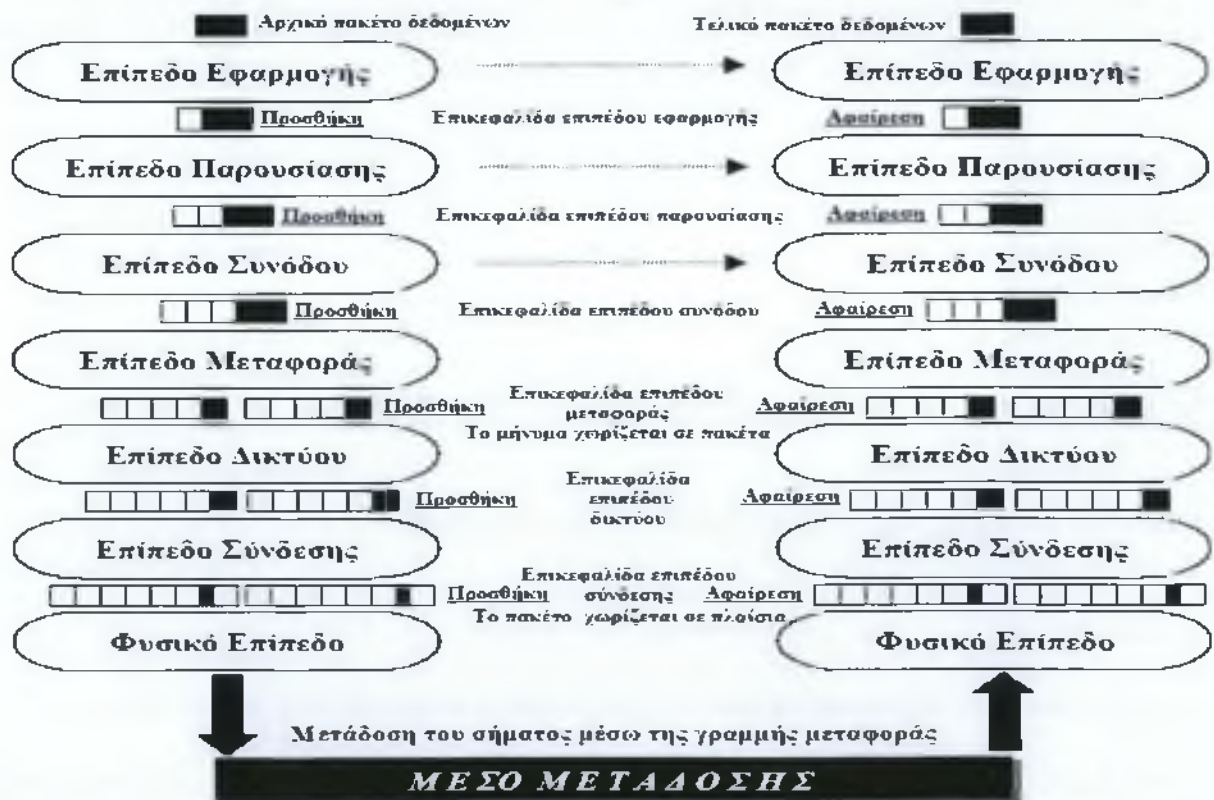 Αρχικό πακέτο δεδομένων Τελικό πακέτο δεδομένων
Επίπεδο Εφαρμογής Επίπεδο Εφαρμογής
Προσθήκη Επικεφαλίδα επιπέδου εφαρμογής Αφαίρεση
Επίπεδο Παρουσίασης Επίπεδο Παρουσίασης
Προσθήκη Επικεφαλίδα επιπέδου παρουσίασης Αφαίρεση
Επίπεδο Συνόδου Επίπεδο Συνόδου
Προσθήκη Επικεφαλίδα επιπέδου συνόδου Αφαίρεση
Επίπεδο Μεταφοράς Επίπεδο Μεταφοράς
Προσθήκη Επικεφαλίδα επιπέδου Αφαίρεση
μεταφοράς
Το μήνυμα χωρίζεται σε πακέτα
Επίπεδο Δικτύου Επίπεδο Δικτύου
Προσθήκη Επικεφαλίδα Αφαίρεση
επιπέδου
δικτύου
Επίπεδο Σύνδεσης Επίπεδο Σύνδεσης
Επικεφαλίδα επιπέδου
Προσθήκη σύνδεσης Αφαίρεση
Το πακέτο χωρίζεται σε πλαίσια
Φυσικό Επίπεδο Φυσικό Επίπεδο
Μετάδοση του σήματος μέσω της γραμμής μεταφοράς
ΜΕΣΟ ΜΕΤΑΔΟΣΗΣ